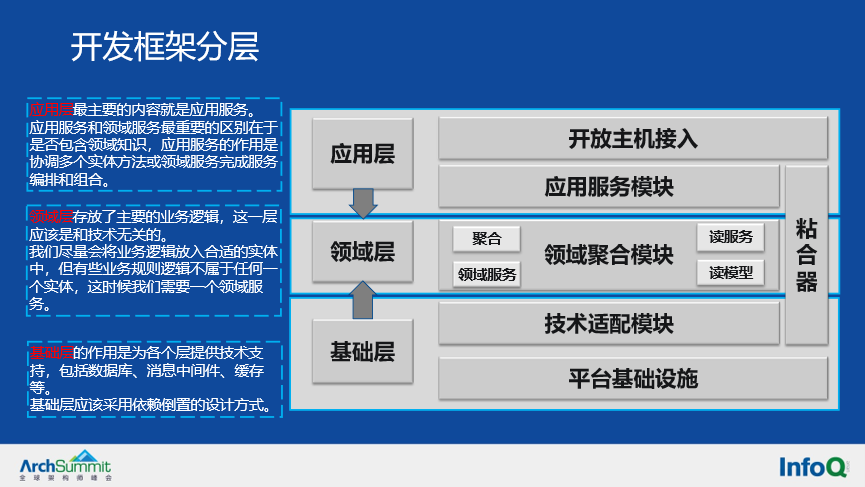 开发框架分层
应用层最主要的内容就是应用服务。
应用服务和领域服务最重要的区别在于
是否包含领域知识，应用服务的作用是
协调多个实体方法或领域服务完成服务
编排和组合。
领域层存放了主要的业务逻辑，这一层
应该是和技术无关的。
我们尽量会将业务逻辑放入合适的实体
中，但有些业务规则逻辑不属于任何一
个实体，这时候我们需要一个领域服
务。
基础层的作用是为各个层提供技术支
持，包括数据库、消息中间件、缓存
等。
基础层应该采用依赖倒置的设计方式。
应用层
开放主机接入
应用服务模块
领域层
聚合
领域服务
领域聚合模块
读服务
读模型
粘合器
基础层
技术适配模块
平台基础设施
ArchSummit
全球架构师峰会
InfoQ